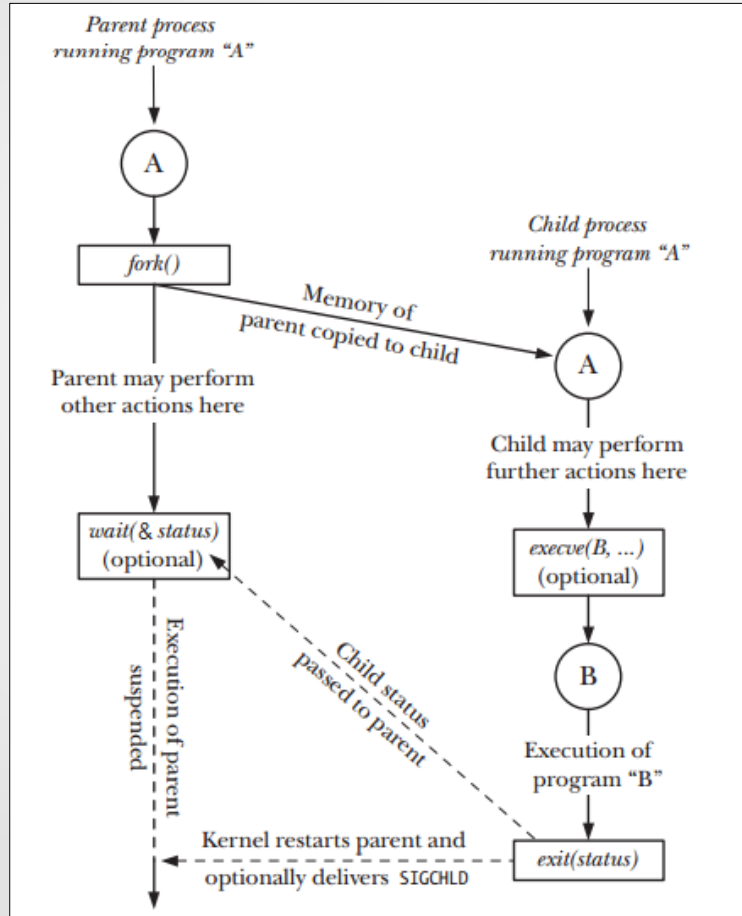 Parent process
running program “A”
A
fork()
Child process
running program “A”
Memory of
parent copied to child
A
Parent may perform
other actions here
Child may perform
further actions here
wait(& status)
(optional)
execve(B, ...)
(optional)
Execution of parent
suspended
Child status
passed to parent
B
Execution of
program “B”
Kernel restarts parent and
optionally delivers SIGCHLD
exit(status)